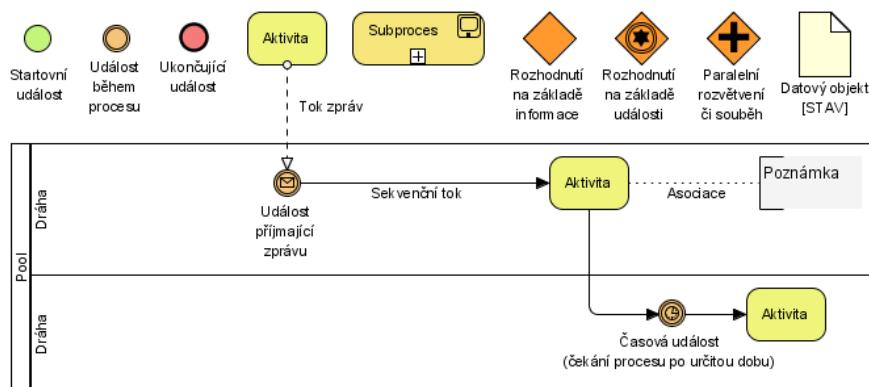 Startovní
událost
Událost
během
procesu
Ukončující
událost
Aktivita
Subproces
Rozhodnutí
na základě
informace
Rozhodnutí
na základě
události
Paralelní
rozvětvení
či souběh
Datový objekt
[STAV]
Tok zpráv
Pool
Dráha
Událost
přijmající
zprávu
Sekvenční tok
Aktivita
Asociace
Poznámka
Dráha
Časová událost
(čekání procesu po určitou dobu)
Aktivita